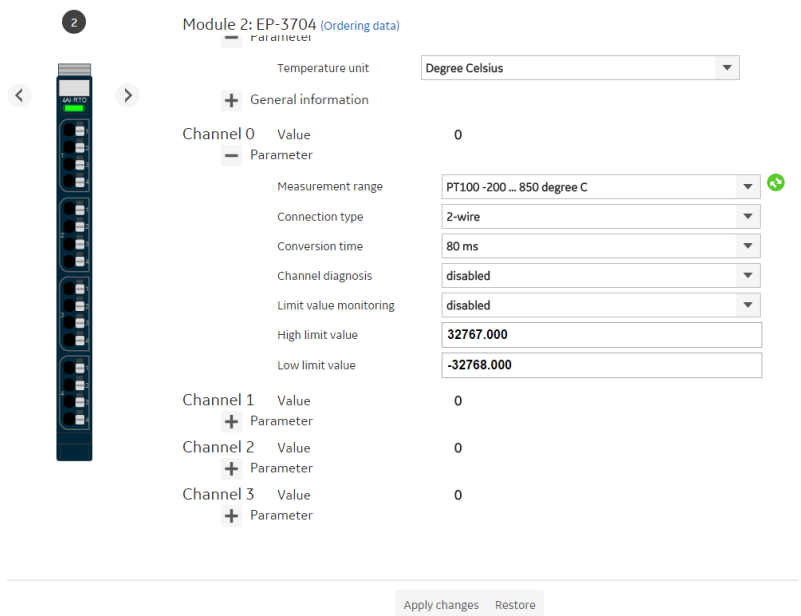 2
Module 2: EP-3704 (Ordering data)
Parameter
Temperature unit Degree Celsius
4AI RTD
General information
Channel 0 Value 0
Parameter
Measurement range PT100 -200 ... 850 degree C
Connection type 2-wire
Conversion time 80 ms
Channel diagnosis disabled
Limit value monitoring disabled
High limit value 32767.000
Low limit value -32768.000
Channel 1 Value 0
Parameter
Channel 2 Value 0
Parameter
Channel 3 Value 0
Parameter
Apply changes Restore